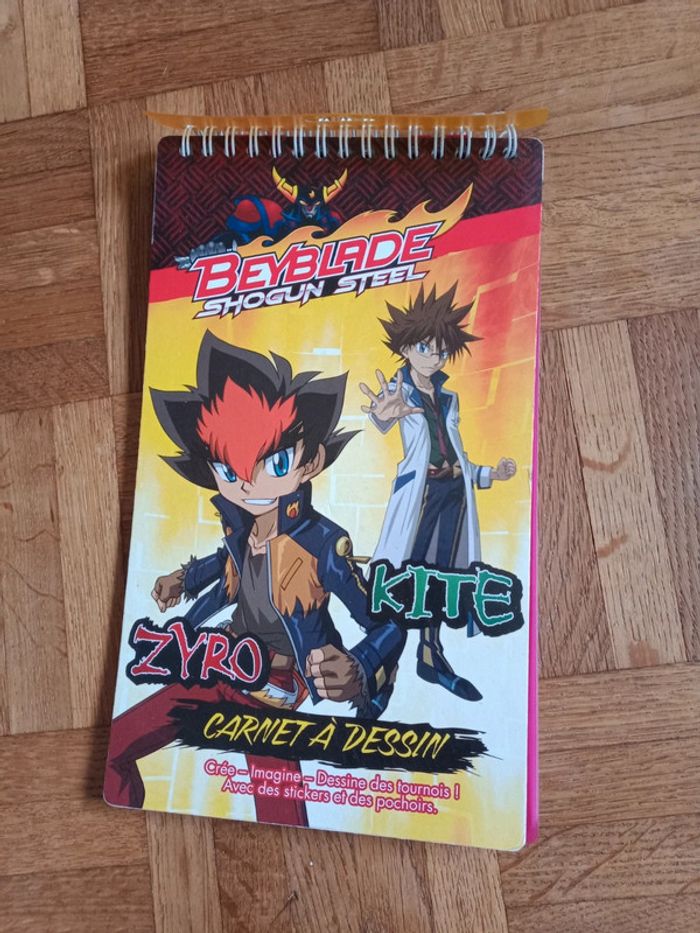 BEYBLADE
SHOGUN STEEL
KITE
ZYRO
CARNET À DESSIN
Crée – Imagine – Dessine des tournois !
Avec des stickers et des pochoirs.